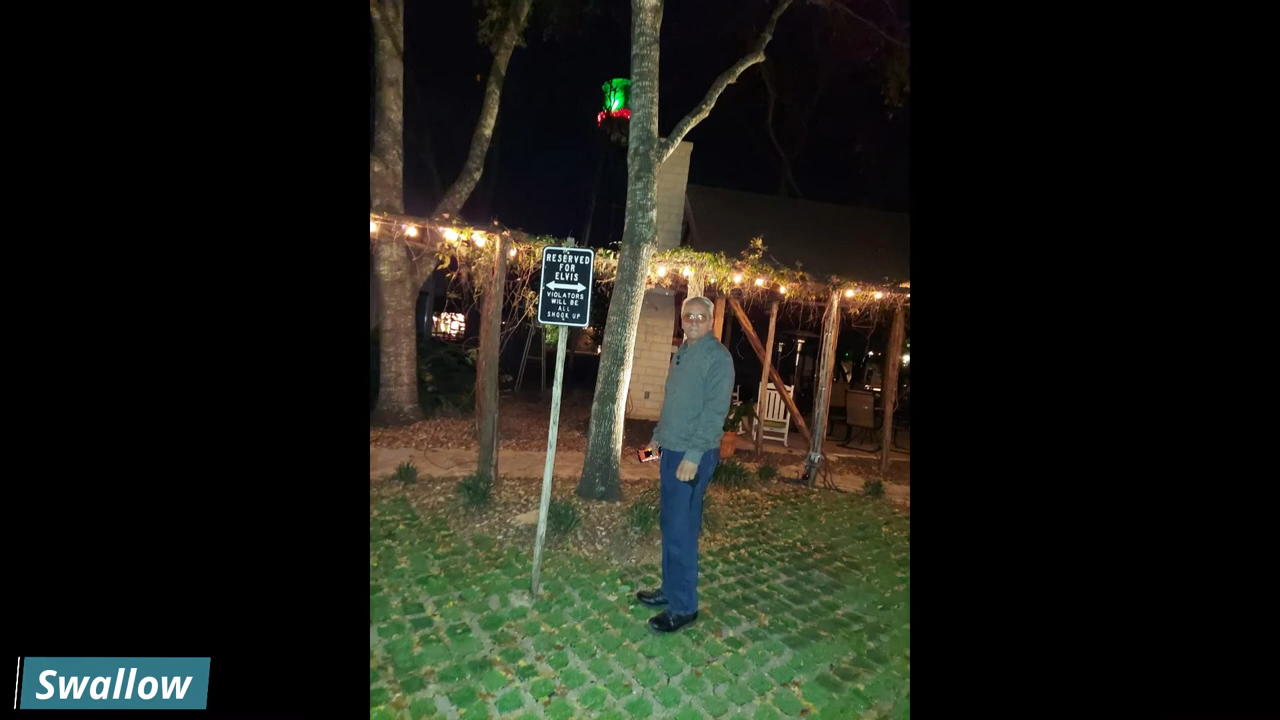 RESERVED
FOR
ELVIS
VIOLATORS
WILL BE
ALL
SHOOK UP
Swallow